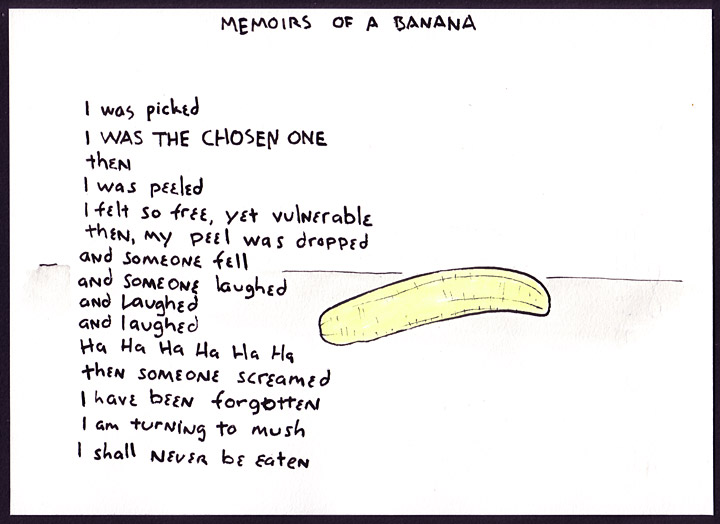 MEMOIRS OF A BANANA
I was picked
I WAS THE CHOSEN ONE
then
I was peeled
I felt so free, yet vulnerable
then, my peel was dropped
and someone fell
and someone laughed
and Laughed
and laughed
Ha Ha Ha Ha Ha Ha
then someone screamed
I have been forgotten
I am turning to mush
I shall NEVER be eaten